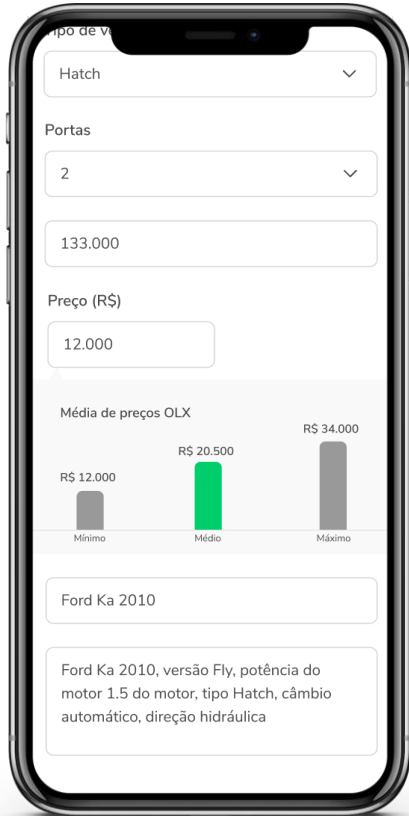 Tipo de v
Hatch
Portas
2
133.000
Preço (R$)
12.000
Média de preços OLX
R$ 12.000
R$ 20.500
R$ 34.000
Mínimo
Médio
Máximo
Ford Ka 2010
Ford Ka 2010, versão Fly, potência do
motor 1.5 do motor, tipo Hatch, câmbio
automático, direção hidráulica